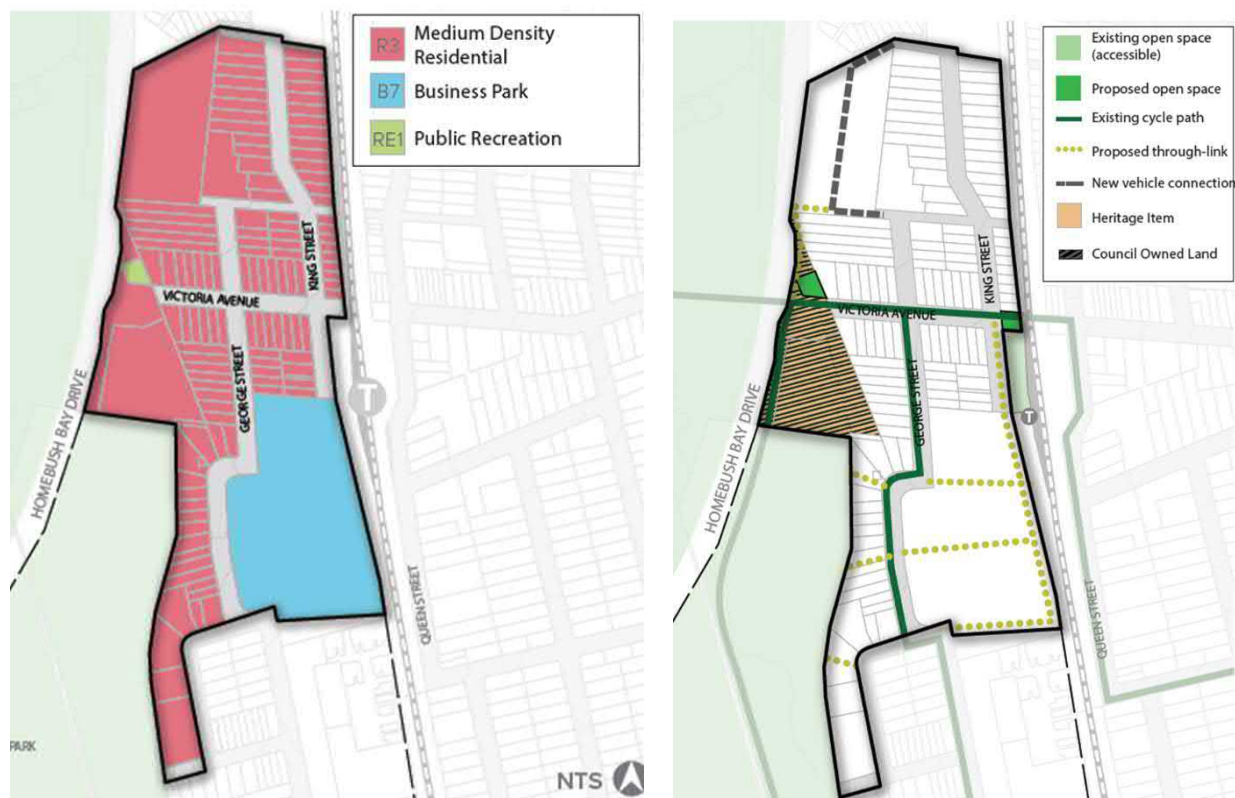 R3 Medium Density
Residential
B7 Business Park
RE1 Public Recreation
KING STREET
VICTORIA AVENUE
GEORGE STREET
HOMEBUSH BAY DRIVE
T
QUEEN STREET
PARK
NTS
Existing open space
(accessible)
Proposed open space
Existing cycle path
Proposed through-link
New vehicle connection
Heritage Item
Council Owned Land
KING STREET
VICTORIA AVENUE
GEORGE STREET
HOMEBUSH BAY DRIVE
T
QUEEN STREET